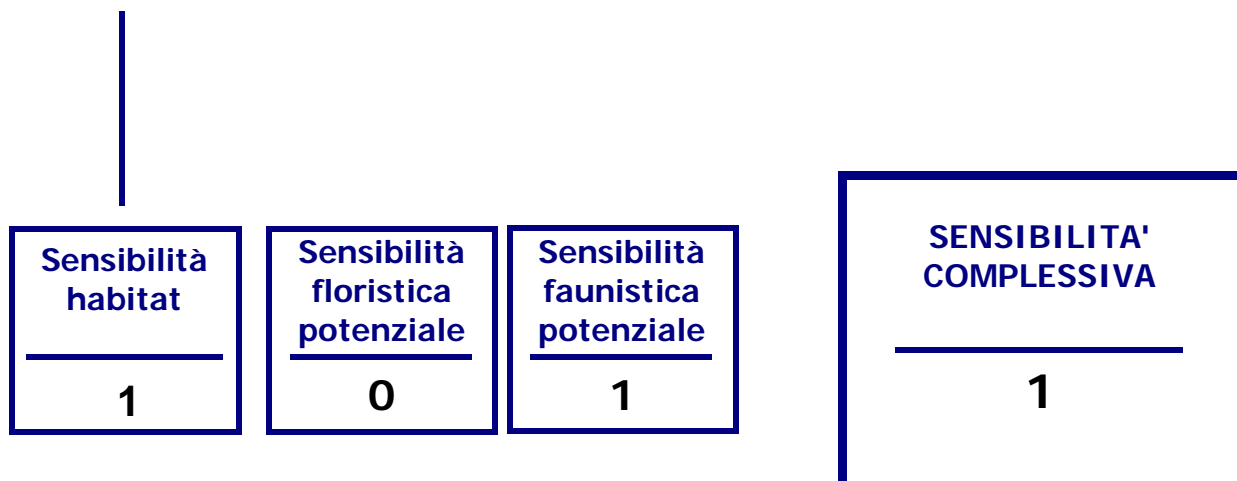 Sensibilità
habitat
1
Sensibilità
floristica
potenziale
0
Sensibilità
faunistica
potenziale
1
SENSIBILITA'
COMPLESSIVA
1